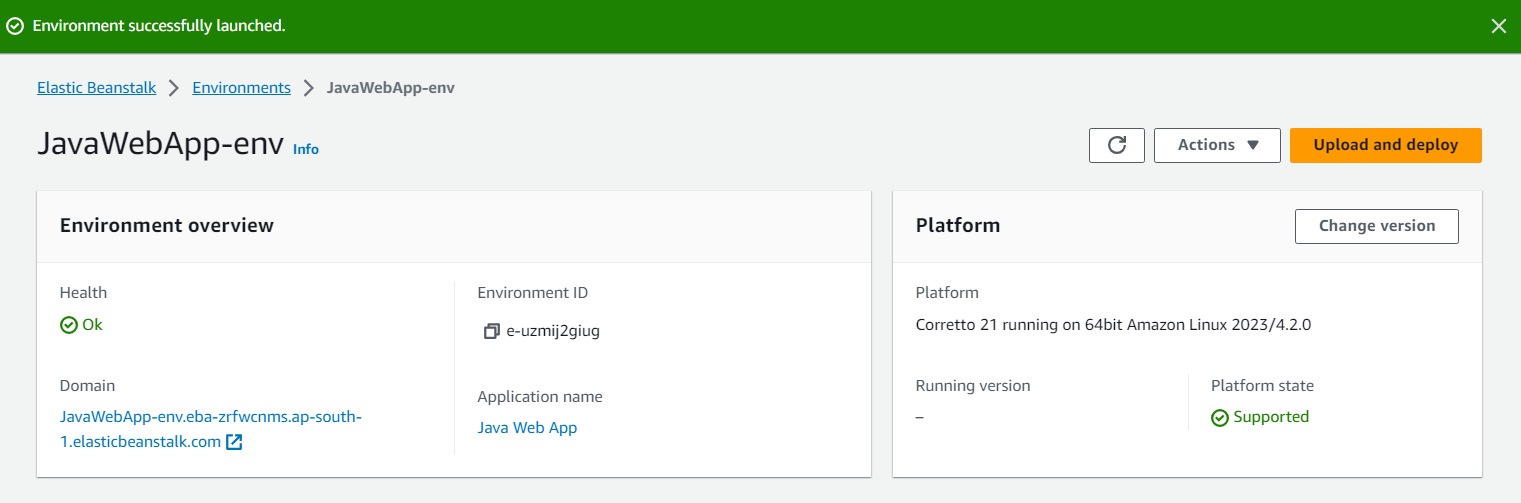 Environment successfully launched.
Elastic Beanstalk
Environments
JavaWebApp-env
JavaWebApp-env Info
Actions
Upload and deploy
Environment overview
Health
Ok
Domain
JavaWebApp-env.eba-zrfwcnms.ap-south-
1.elasticbeanstalk.com
Environment ID
e-uzmij2giug
Application name
Java Web App
Platform
Change version
Platform
Corretto 21 running on 64bit Amazon Linux 2023/4.2.0
Running version
–
Platform state
Supported